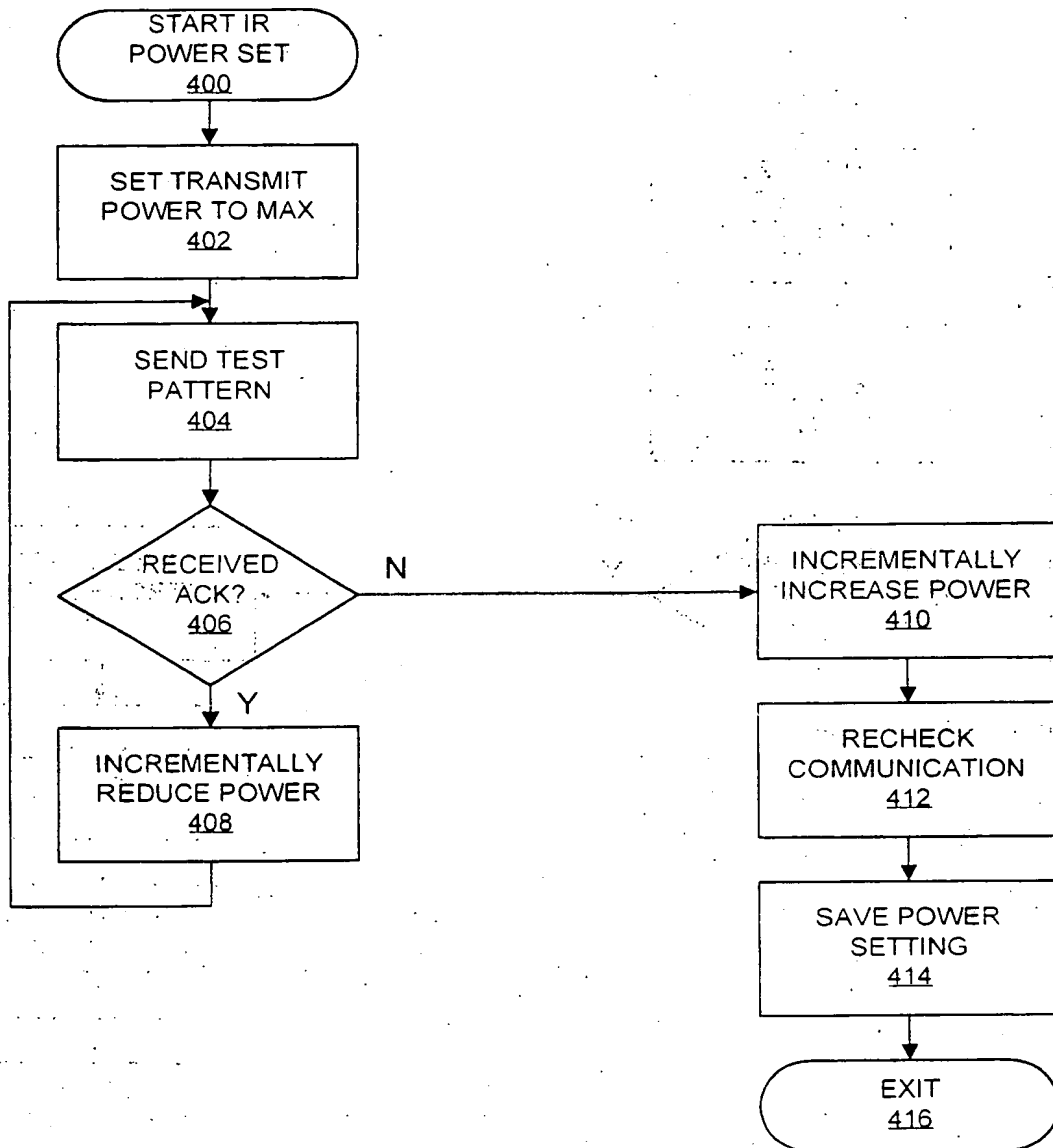 START IR
POWER SET
400
SET TRANSMIT
POWER TO MAX
402
SEND TEST
PATTERN
404
RECEIVED
ACK?
406
N
Y
INCREMENTALLY
REDUCE POWER
408
INCREMENTALLY
INCREASE POWER
410
RECHECK
COMMUNICATION
412
SAVE POWER
SETTING
414
EXIT
416